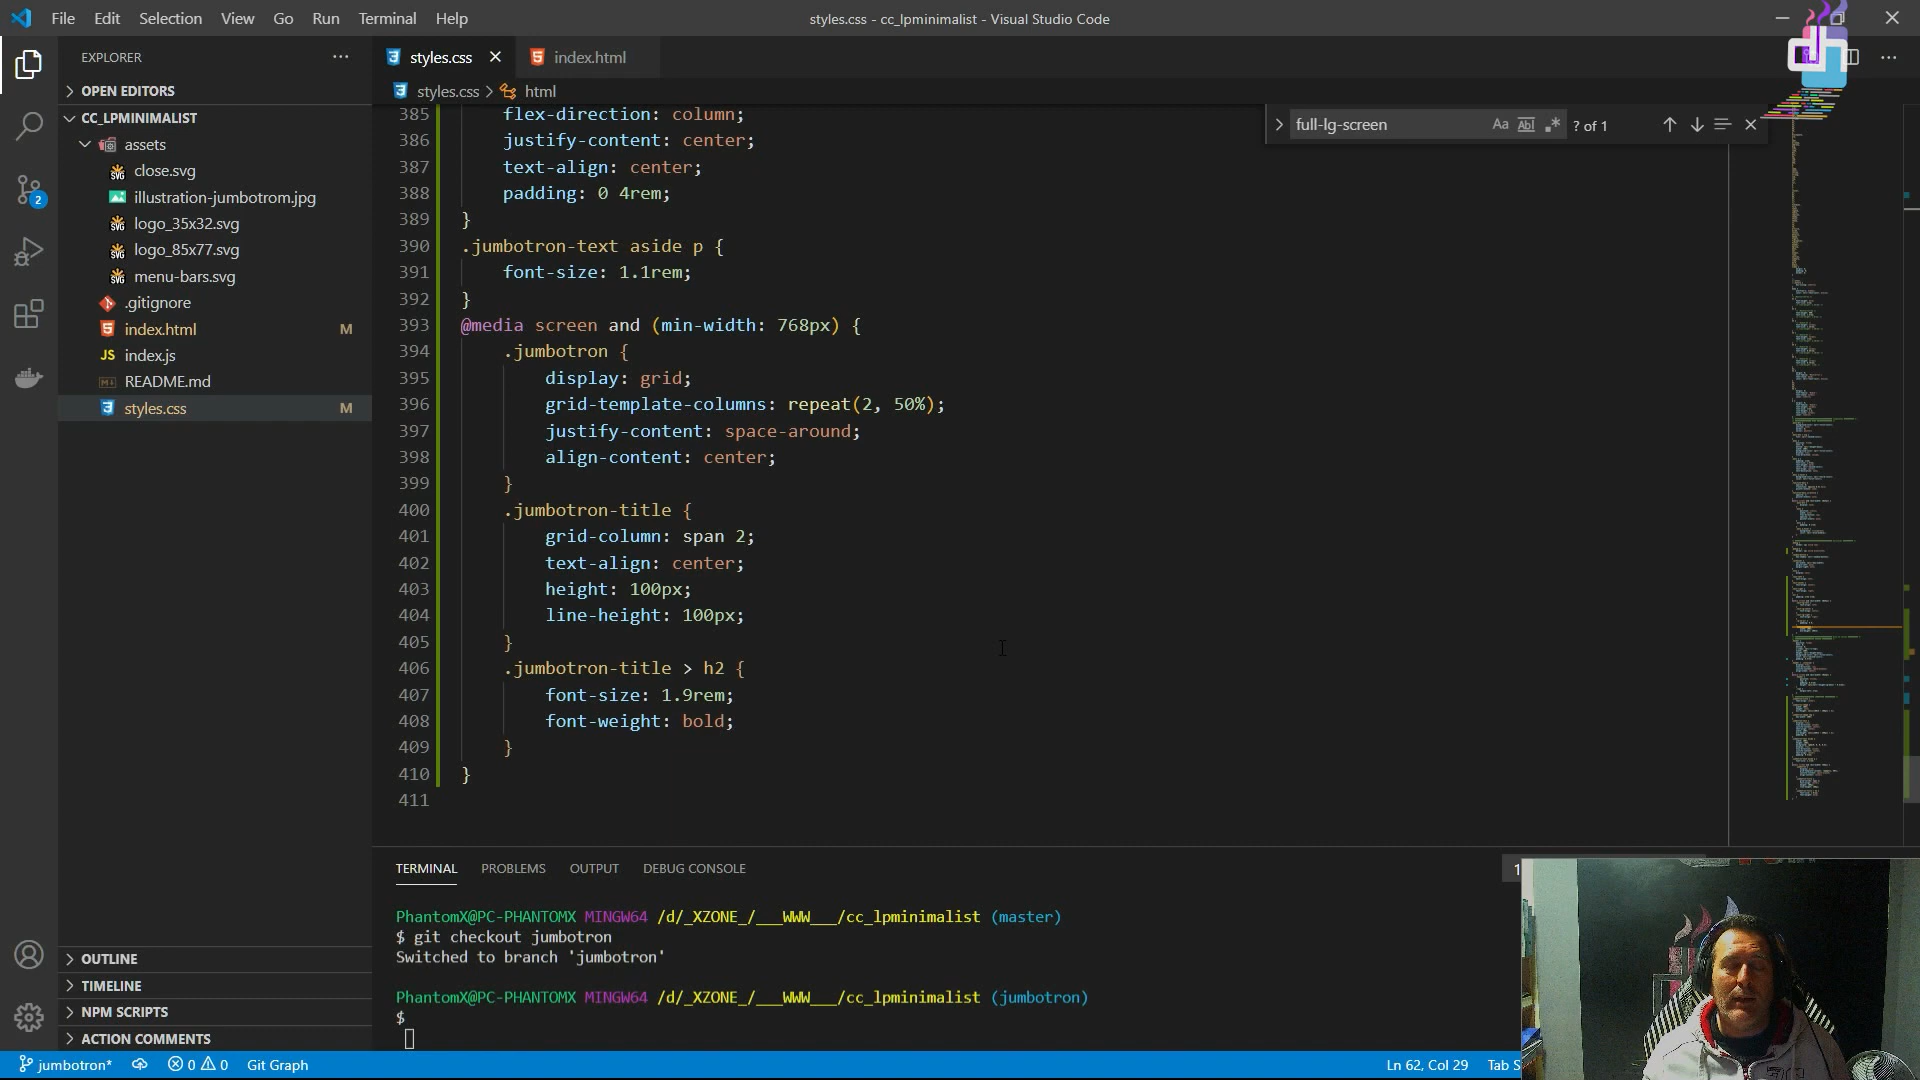 File Edit Selection View Go Run Terminal Help
styles.css - cc_lpminimalist - Visual Studio Code
EXPLORER
OPEN EDITORS
CC_LPMINIMALIST
assets
close.svg
illustration-jumbotrom.jpg
logo_35x32.svg
logo_85x77.svg
menu-bars.svg
.gitignore
index.html M
index.js
README.md
styles.css M
OUTLINE
TIMELINE
NPM SCRIPTS
ACTION COMMENTS
2
styles.css
index.html
styles.css > html
full-lg-screen
Aa Abl .* ? of 1
385 flex-direction: column;
386 justify-content: center;
387 text-align: center;
388 padding: 0 4rem;
389 }
390 .jumbotron-text aside p {
391 font-size: 1.1rem;
392 }
393 @media screen and (min-width: 768px) {
394 .jumbotron {
395 display: grid;
396 grid-template-columns: repeat(2, 50%);
397 justify-content: space-around;
398 align-content: center;
399 }
400 .jumbotron-title {
401 grid-column: span 2;
402 text-align: center;
403 height: 100px;
404 line-height: 100px;
405 }
406 .jumbotron-title > h2 {
407 font-size: 1.9rem;
408 font-weight: bold;
409 }
410 }
411
TERMINAL PROBLEMS OUTPUT DEBUG CONSOLE
1
PhantomX@PC-PHANTOMX MINGW64 /d/_XZONE_/___WWW___/cc_lpminimalist (master)
$ git checkout jumbotron
Switched to branch 'jumbotron'
PhantomX@PC-PHANTOMX MINGW64 /d/_XZONE_/___WWW___/cc_lpminimalist (jumbotron)
$
jumbotron* 0 0 Git Graph
Ln 62, Col 29 Tab S